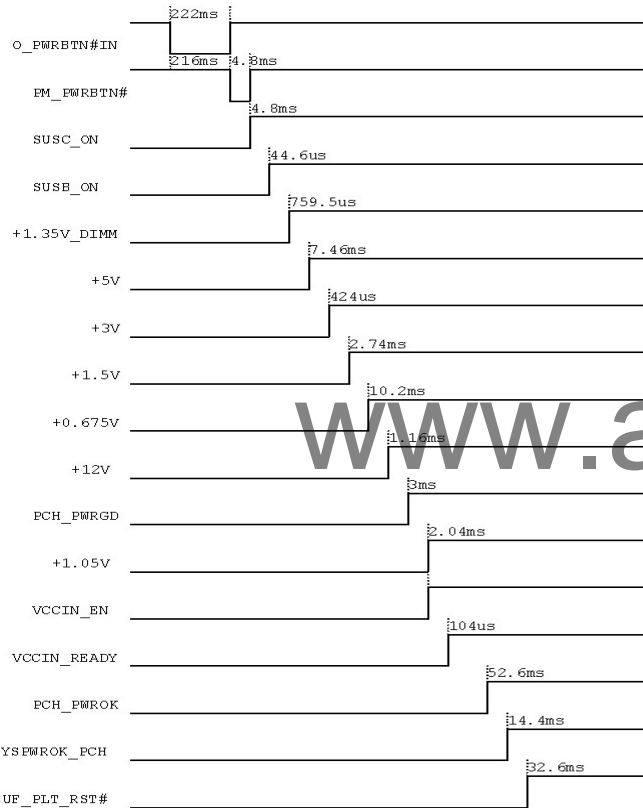 222ms
O_PWRBTN#IN
216ms 4.8ms
PM_PWRBTN#
4.8ms
SUSC_ON
44.6us
SUSB_ON
759.5us
+1.35V_DIMM
7.46ms
+5V
424us
+3V
2.74ms
+1.5V
10.2ms
www.a
+0.675V
1.16ms
+12V
3ms
PCH_PWRGD
2.04ms
+1.05V
VCCIN_EN
104us
VCCIN_READY
52.6ms
PCH_PWROK
14.4ms
YSPWROK_PCH
32.6ms
UF_PLT_RST#